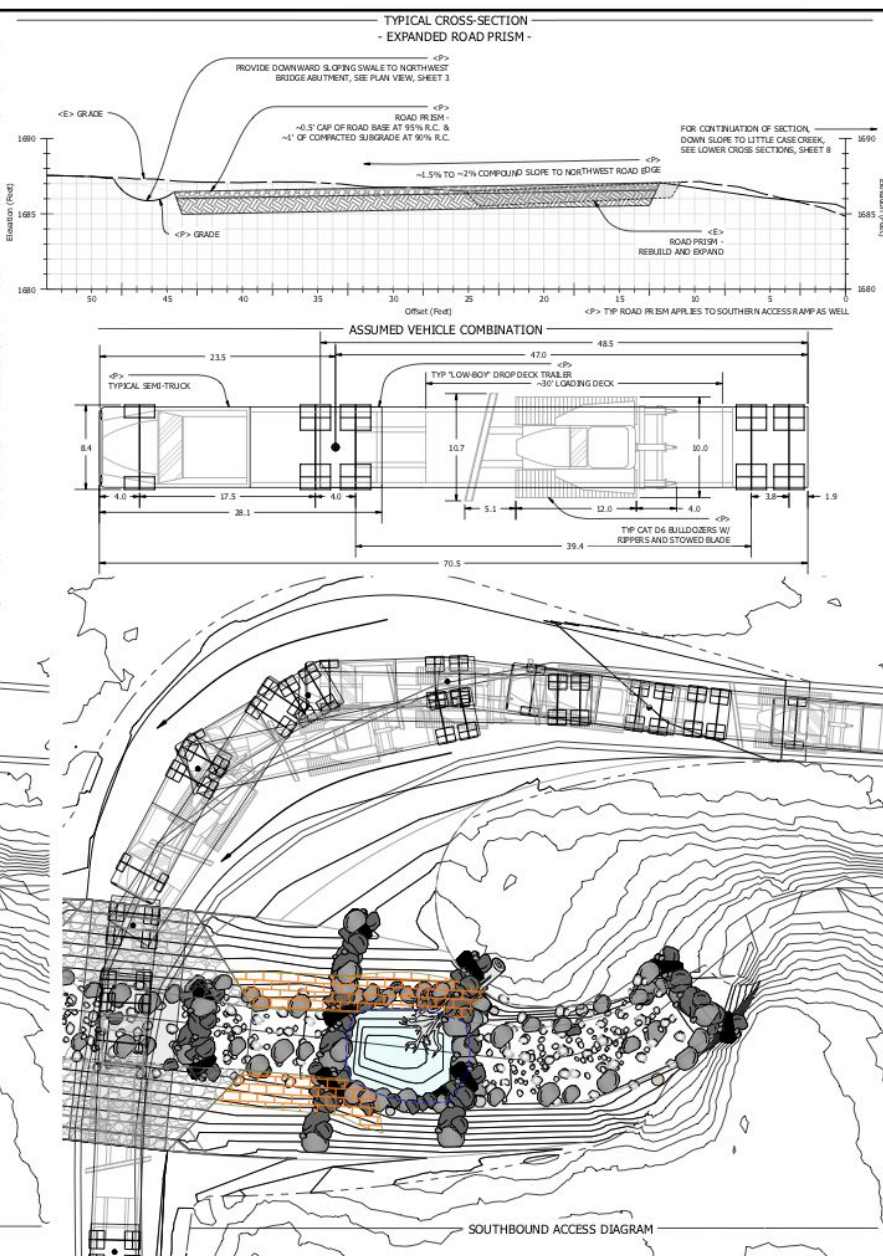 TYPICAL CROSS-SECTION
- EXPANDED ROAD PRISM -
<P>
PROVIDE DOWNWARD SLOPING SWALE TO NORTHWEST
BRIDGE ABUTMENT, SEE PLAN VIEW, SHEET 3
<E> GRADE
<P>
ROAD PRISM -
~0.5' CAP OF ROAD BASE AT 95% R.C. &
~1' OF COMPACTED SUBGRADE AT 90% R.C.
FOR CONTINUATION OF SECTION,
DOWN SLOPE TO LITTLE CASE CREEK,
SEE LOWER CROSS SECTIONS, SHEET 8
1690
1690
<P>
~1.5% TO ~2% COMPOUND SLOPE TO NORTHWEST ROAD EDGE
Elevation (Feet)
1685
1685
<P> GRADE
<E>
ROAD PRISM -
REBUILD AND EXPAND
1680
1680
50 45 40 35 30 25 20 15 10 5 0
Offset (Feet)
<P> TYP ROAD PRISM APPLIES TO SOUTHERN ACCESS RAMP AS WELL
ASSUMED VEHICLE COMBINATION
48.5
23.5
47.0
<P>
TYPICAL SEMI-TRUCK
<P>
TYP "LOW-BOY" DROP DECK TRAILER
~30' LOADING DECK
8.4
10.7
10.0
4.0
17.5
4.0
3.8
1.9
28.1
5.1
12.0
4.0
<P>
TYP CAT D6 BULLDOZERS W/
RIPPERS AND STOWED BLADE
39.4
70.5
SOUTHBOUND ACCESS DIAGRAM